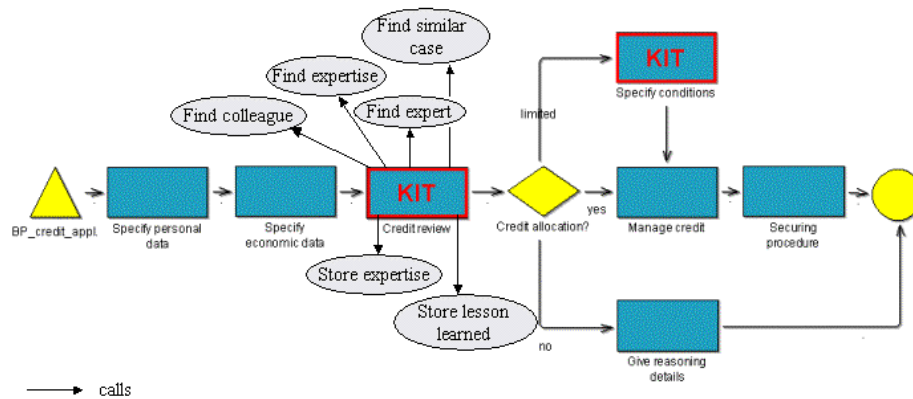 Find similar
case
Find expertise
Find expert
Find colleague
KIT
Specify conditions
limited
KIT
BP_credit_appl.
Specify personal
data
Specify
economic data
Credit review
Credit allocation?
yes
Manage credit
Securing
procedure
Store expertise
Store lesson
learned
no
Give reasoning
details
calls